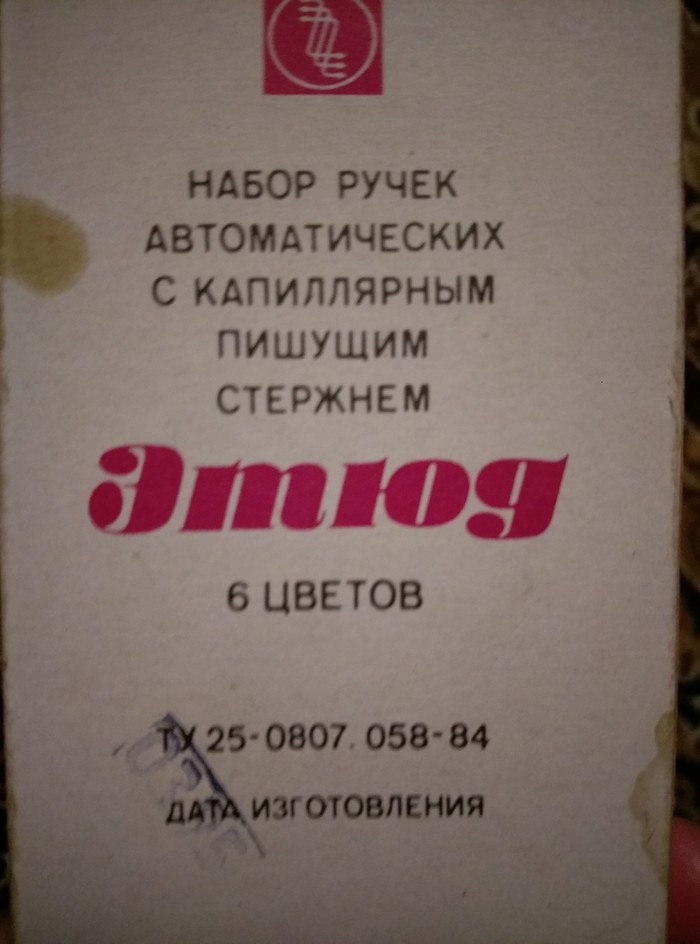 НАБОР РУЧЕК
АВТОМАТИЧЕСКИХ
С КАПИЛЛЯРНЫМ
ПИШУЩИМ
СТЕРЖНЕМ
Этюд
6 ЦВЕТОВ
ТУ 25-0807.058-84
ДАТА ИЗГОТОВЛЕНИЯ